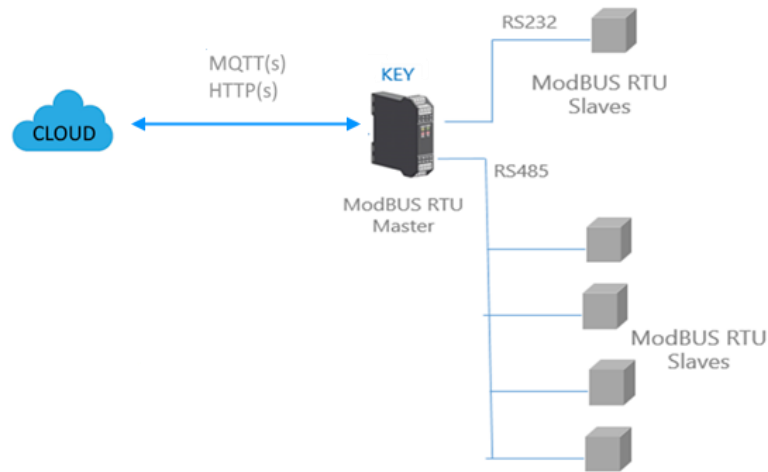 RS232
MQTT(s)
HTTP(s)
KEY
ModBUS RTU
Slaves
CLOUD
RS485
ModBUS RTU
Master
ModBUS RTU
Slaves